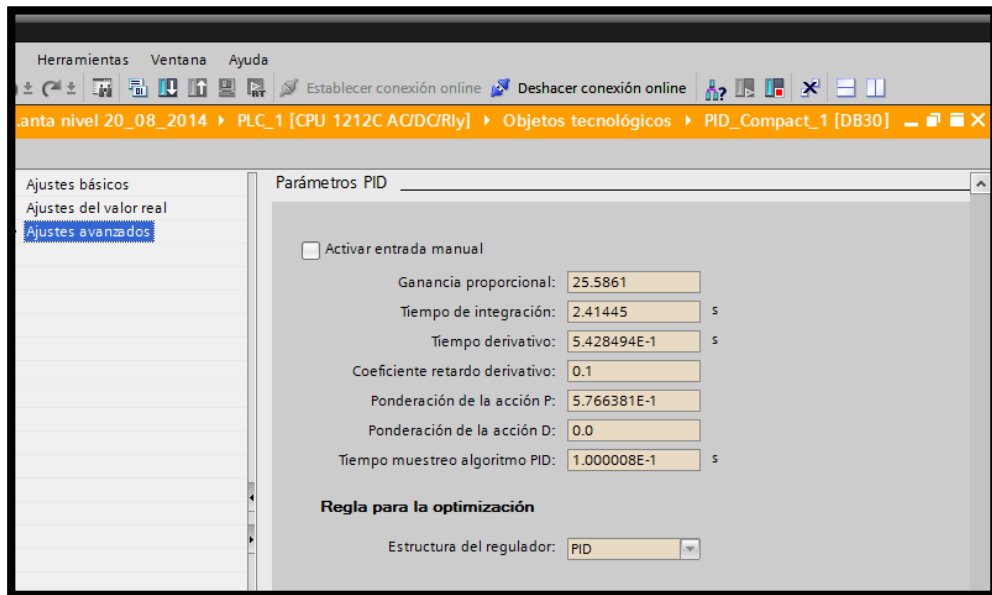 Herramientas Ventana Ayuda
Establecer conexión online Deshacer conexión online
.anta nivel 20_08_2014 PLC_1 [CPU 1212C AC/DC/Rly] Objetos tecnológicos PID_Compact_1 [DB30]
Ajustes básicos
Ajustes del valor real
Ajustes avanzados
Parámetros PID
Activar entrada manual
Ganancia proporcional: 25.5861
Tiempo de integración: 2.41445 s
Tiempo derivativo: 5.428494E-1 s
Coeficiente retardo derivativo: 0.1
Ponderación de la acción P: 5.766381E-1
Ponderación de la acción D: 0.0
Tiempo muestreo algoritmo PID: 1.000008E-1 s
Regla para la optimización
Estructura del regulador: PID